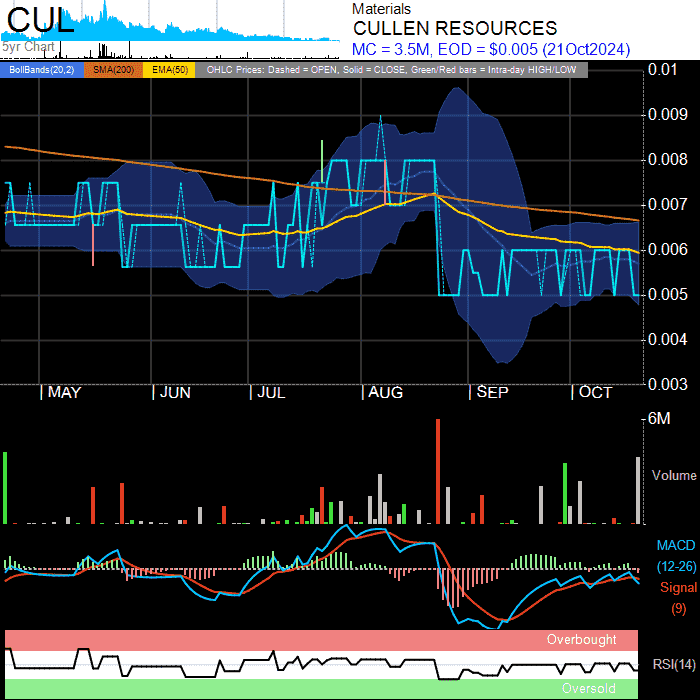 CUL
5yr Chart
Materials
CULLEN RESOURCES
MC = 3.5M, EOD = $0.005 (21Oct2024)
BollBands(20,2) SMA(200) EMA(50) OHLC Prices: Dashed = OPEN, Solid = CLOSE, Green/Red bars = Intra-day HIGH/LOW
0.01
0.009
0.008
0.007
0.006
0.005
0.004
0.003
MAY JUN JUL AUG SEP OCT
6M
Volume
MACD
(12-26)
Signal
(9)
Overbought
RSI(14)
Oversold